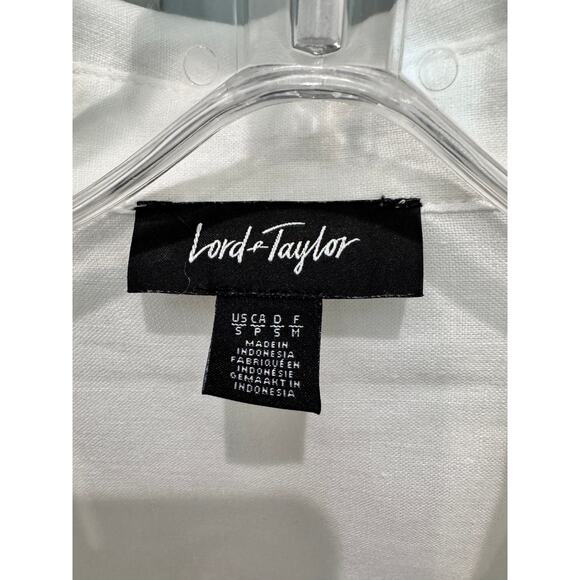 Lord & Taylor
US CA D F
S P S M
MADE IN
INDONESIA
FABRIQUÉ EN
INDONÉSIE
GEMAAKT IN
INDONESIA